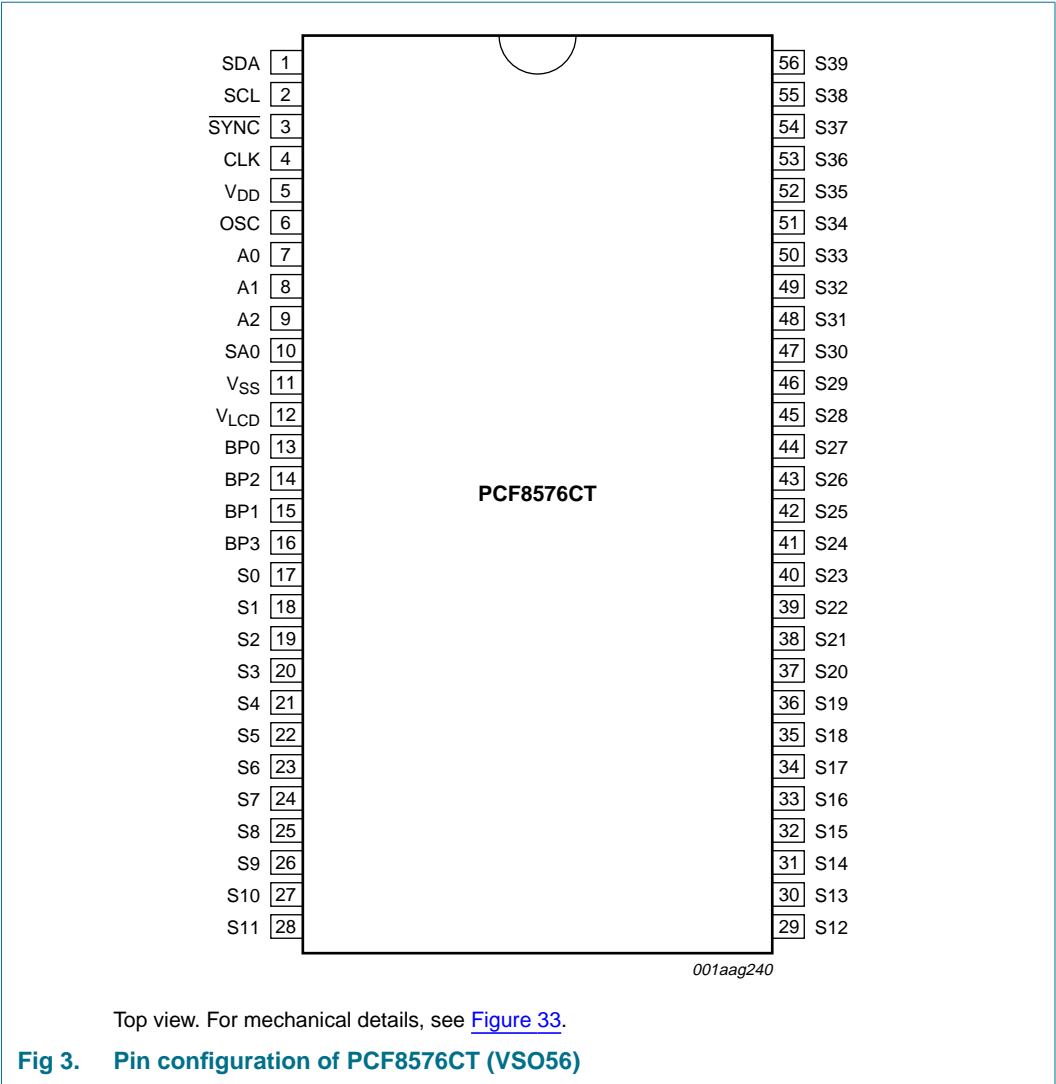 SDA 1 56 S39
SCL 2 55 S38
SYNC 3 54 S37
CLK 4 53 S36
VDD 5 52 S35
OSC 6 51 S34
A0 7 50 S33
A1 8 49 S32
A2 9 48 S31
SA0 10 47 S30
VSS 11 46 S29
VLCD 12 45 S28
BP0 13 44 S27
BP2 14 43 S26
PCF8576CT
BP1 15 42 S25
BP3 16 41 S24
S0 17 40 S23
S1 18 39 S22
S2 19 38 S21
S3 20 37 S20
S4 21 36 S19
S5 22 35 S18
S6 23 34 S17
S7 24 33 S16
S8 25 32 S15
S9 26 31 S14
S10 27 30 S13
S11 28 29 S12
001aag240
Top view. For mechanical details, see Figure 33.
Fig 3. Pin configuration of PCF8576CT (VSO56)